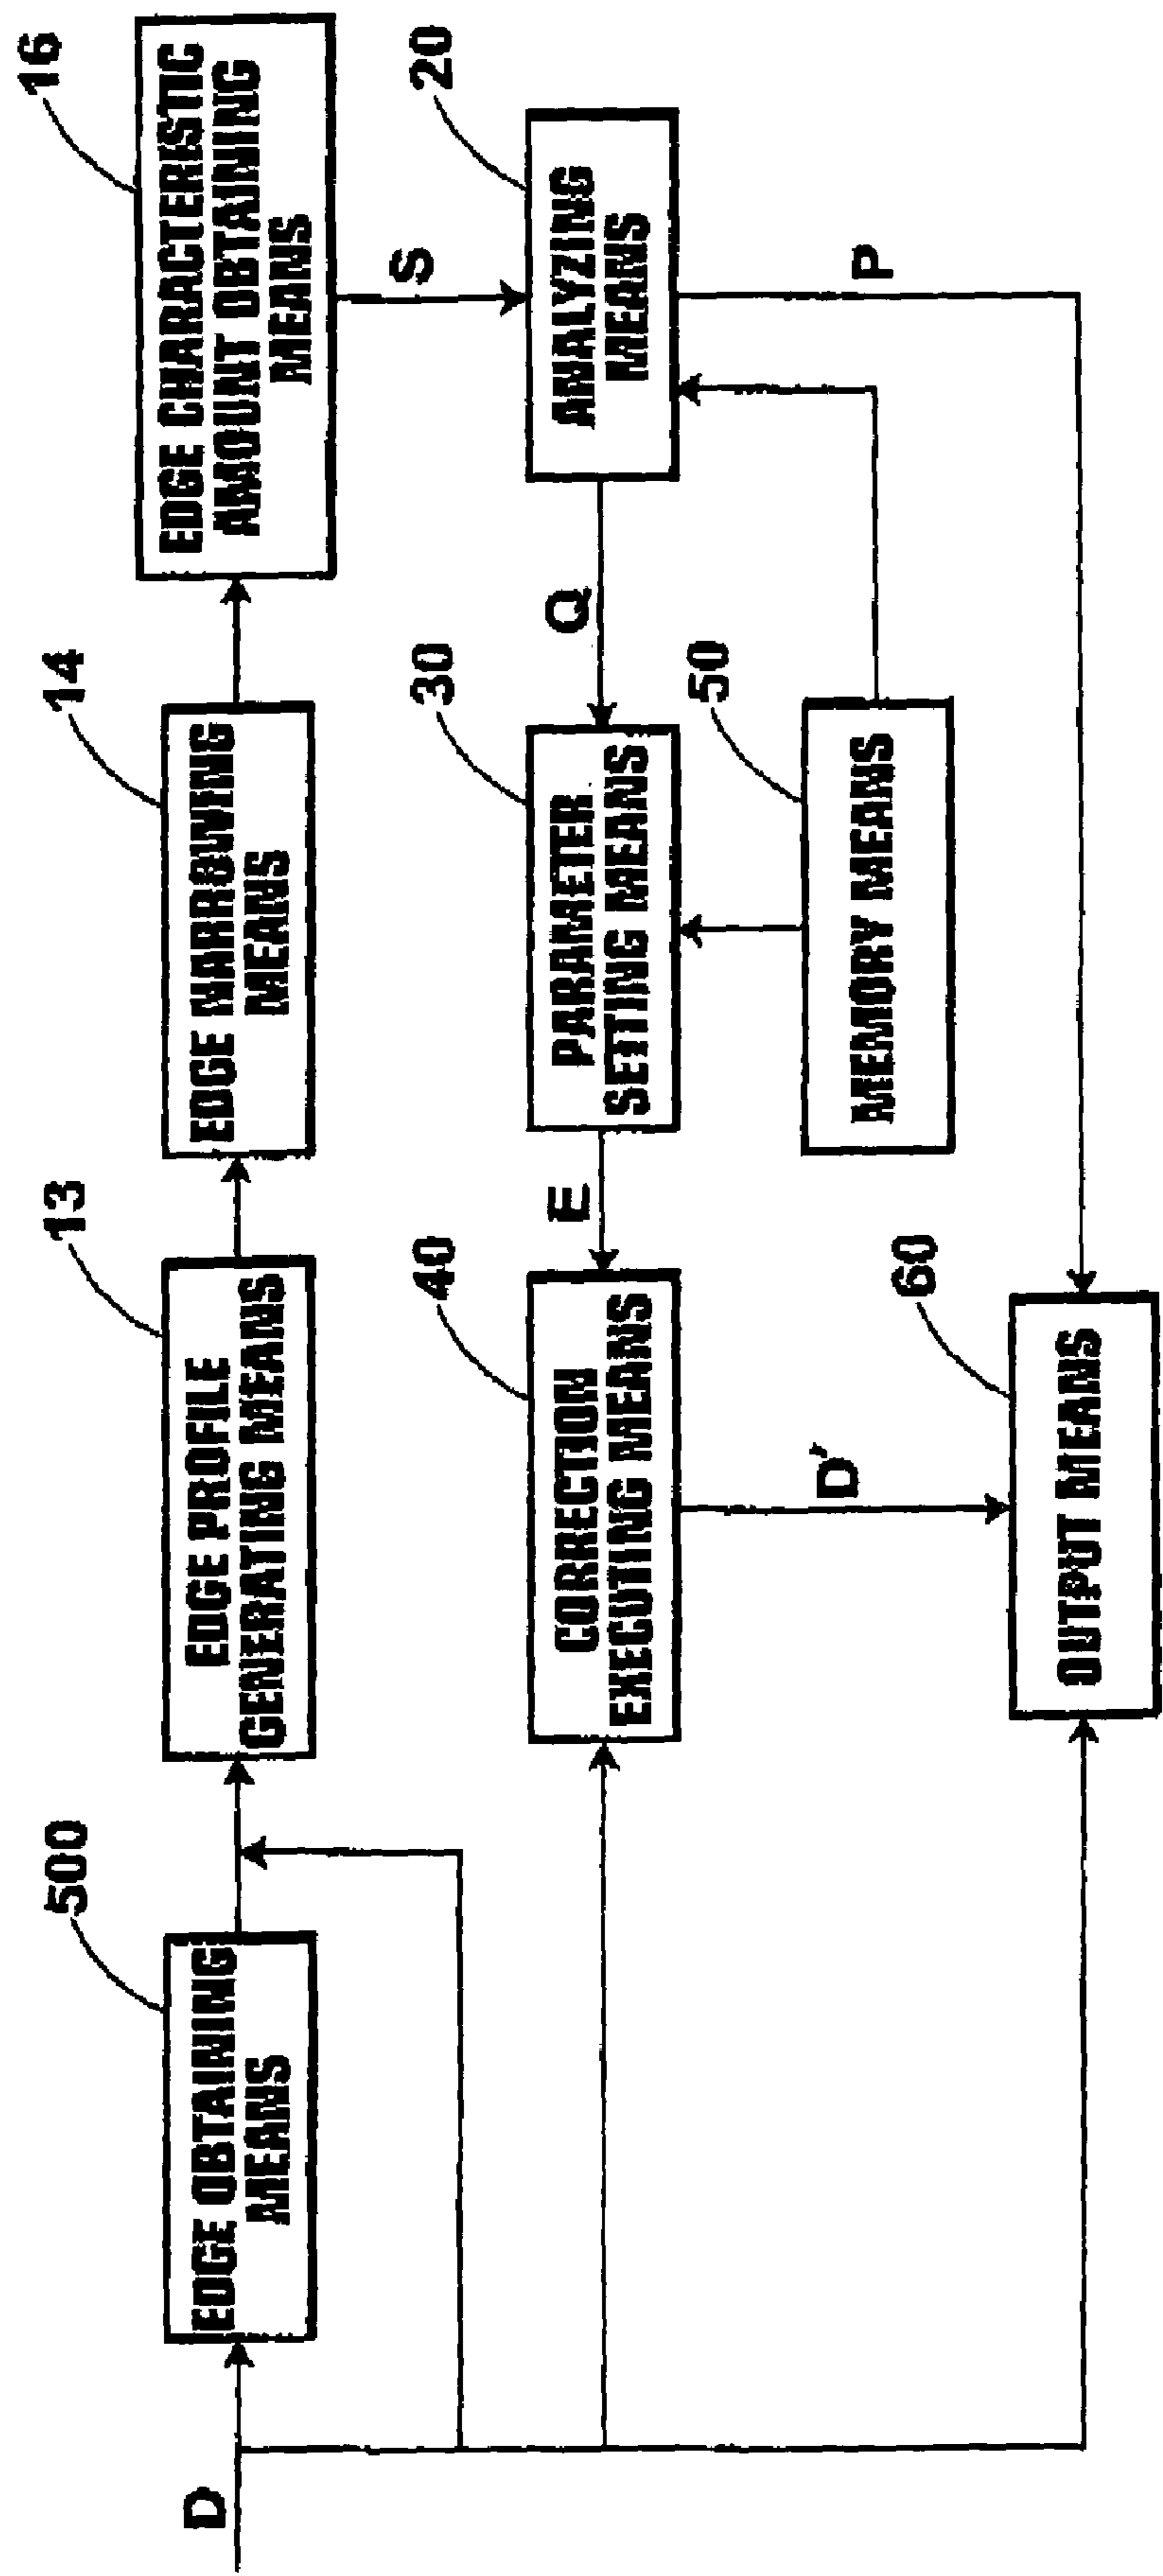 500
13
14
16
D
EDGE OBTAINING
MEANS
EDGE PROFILE
GENERATING MEANS
EDGE NARROWING
MEANS
EDGE CHARACTERISTIC
AMOUNT OBTAINING
MEANS
S
40
30
20
E
Q
CORRECTION
EXECUTING MEANS
PARAMETER
SETTING MEANS
ANALYZING
MEANS
50
D'
P
MEMORY MEANS
60
OUTPUT MEANS